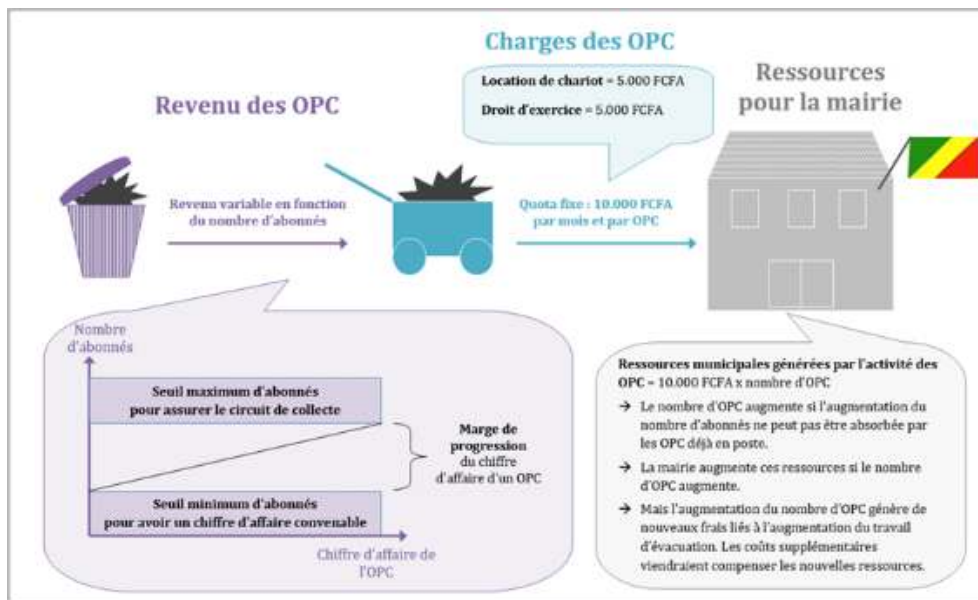 Charges des OPC
Location de chariot = 5.000 FCFA
Droit d'exercice = 5.000 FCFA
Ressources
pour la mairie
Revenu des OPC
Revenu variable en fonction
du nombre d'abonnés
Quota fixe : 10.000 FCFA
par mois et par OPC
Nombre
d'abonnés
Seuil maximum d'abonnés
pour assurer le circuit de collecte
Marge de
progression
du chiffre
d'affaire d'un OPC
Seuil minimum d'abonnés
pour avoir un chiffre d'affaire convenable
Chiffre d'affaire de
l'OPC
Ressources municipales générées par l'activité des
OPC = 10.000 FCFA x nombre d'OPC
→ Le nombre d'OPC augmente si l'augmentation du
nombre d'abonnés ne peut pas être absorbée par
les OPC déjà en poste.
→ La mairie augmente ces ressources si le nombre
d'OPC augmente.
→ Mais l'augmentation du nombre d'OPC génère de
nouveaux frais liés à l'augmentation du travail
d'évacuation. Les coûts supplémentaires
viendraient compenser les nouvelles ressources.